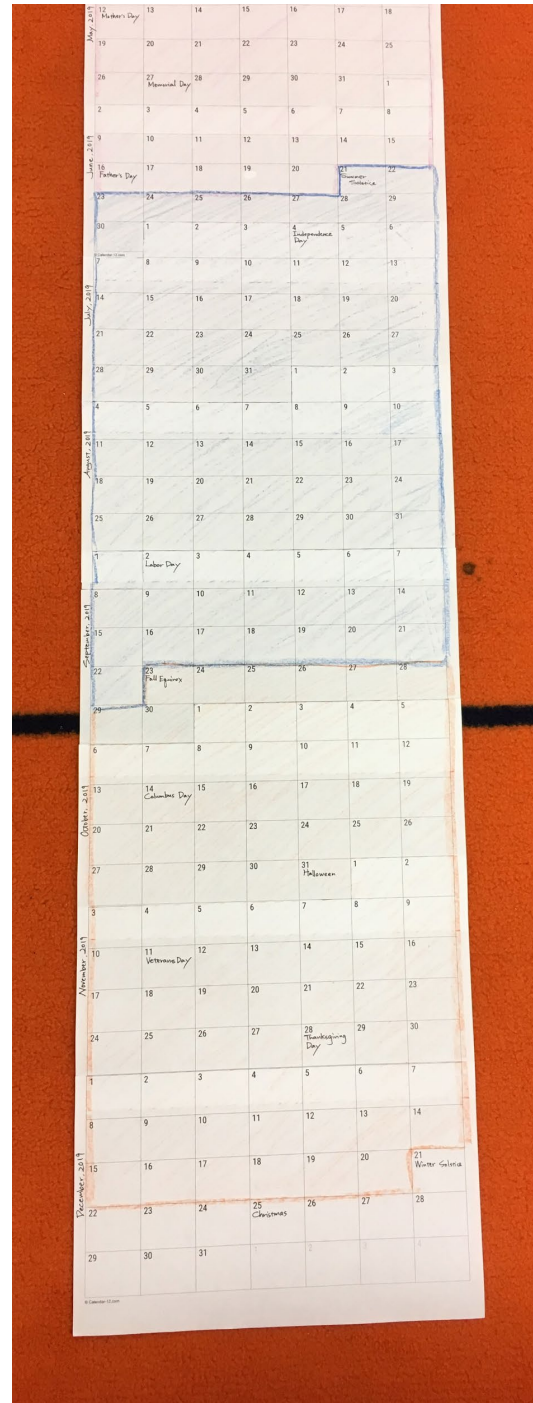 May 2019
12 13 14 15 16 17 18
Mother's Day
19 20 21 22 23 24 25
26 27 28 29 30 31 1
Memorial Day
2 3 4 5 6 7 8
June, 2019
9 10 11 12 13 14 15
16 17 18 19 20 21 22
Father's Day Summer
Solstice
23 24 25 26 27 28 29
30 1 2 3 4 5 6
Independence
Day
© Calendar-12.com
July, 2019
7 8 9 10 11 12 13
14 15 16 17 18 19 20
21 22 23 24 25 26 27
28 29 30 31 1 2 3
4 5 6 7 8 9 10
August, 2019
11 12 13 14 15 16 17
18 19 20 21 22 23 24
25 26 27 28 29 30 31
1 2 3 4 5 6 7
Labor Day
September, 2019
8 9 10 11 12 13 14
15 16 17 18 19 20 21
22 23 24 25 26 27 28
Fall Equinox
29 30 1 2 3 4 5
6 7 8 9 10 11 12
October, 2019
13 14 15 16 17 18 19
Columbus Day
20 21 22 23 24 25 26
27 28 29 30 31 1 2
Halloween
3 4 5 6 7 8 9
November, 2019
10 11 12 13 14 15 16
Veterans Day
17 18 19 20 21 22 23
24 25 26 27 28 29 30
Thanksgiving
Day
1 2 3 4 5 6 7
8 9 10 11 12 13 14
December, 2019
15 16 17 18 19 20 21
Winter
22 23 24 25 26 27 28
Christmas
29 30 31 1 2 3 4
© Calendar-12.com